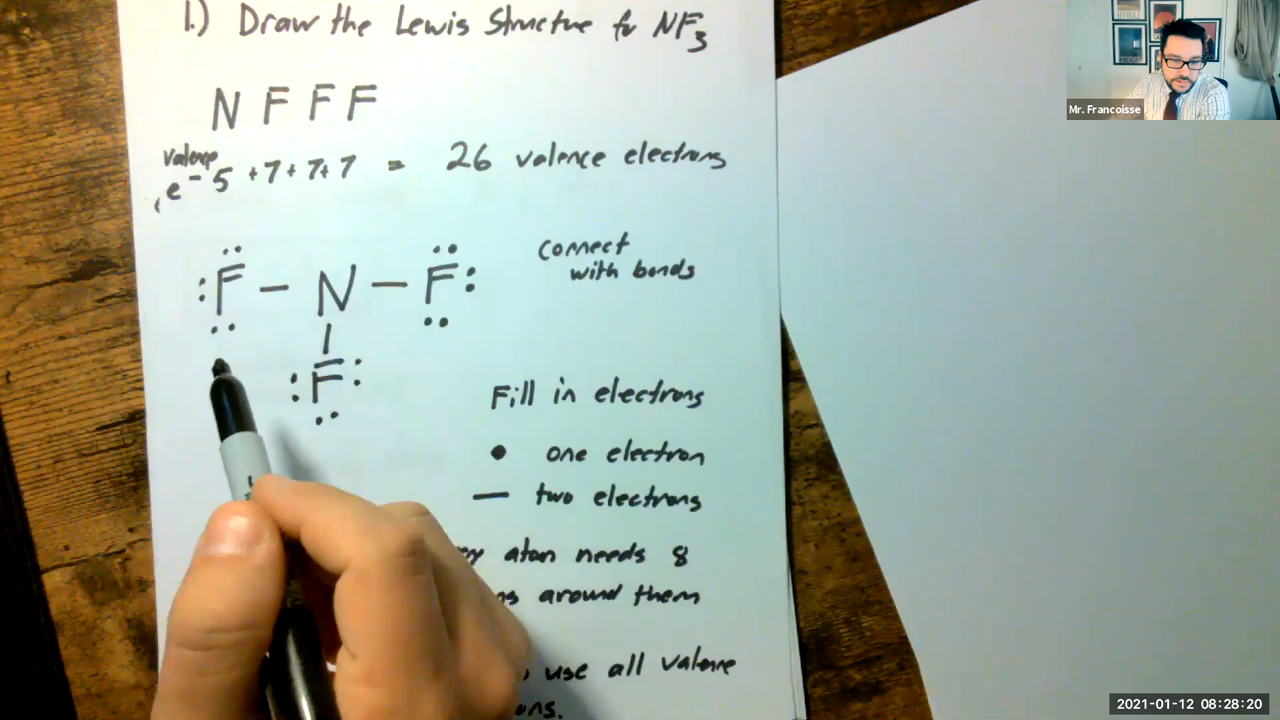 1.) Draw the Lewis Structure for NF3
N F F F
valence
e- 5 +7+7+7 = 26 valence electrons
F – N – F
F
connect
with bonds
Fill in electrons
• one electron
— two electrons
atom needs 8
around them
use all valence
Mr. Francoisse
2021-01-12 08:28:20